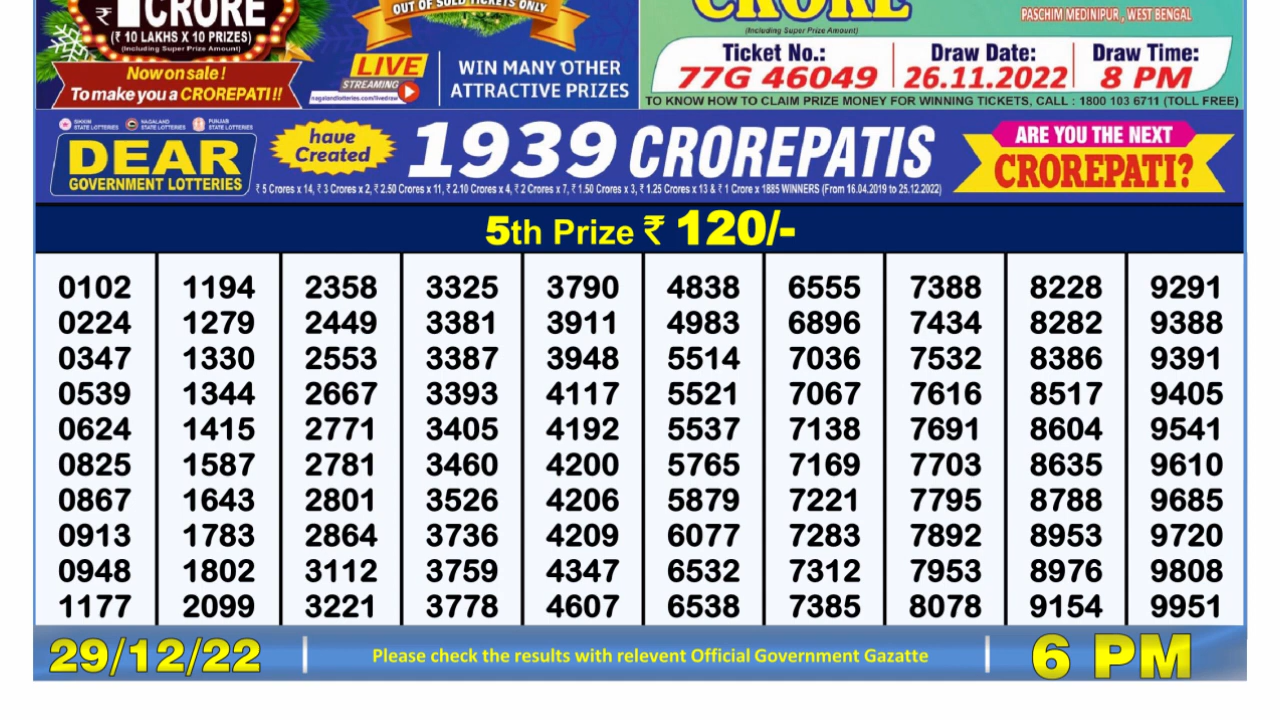 ₹ 1 CRORE
(₹ 10 LAKHS X 10 PRIZES)
(Including Super Prize Amount)
Now on sale !
To make you a CROREPATI !!
OUT OF SOLD TICKETS ONLY
LIVE
STREAMING
nagalandlotteries.com/livedraw
WIN MANY OTHER
ATTRACTIVE PRIZES
CRORE
(Including Super Prize Amount)
PASCHIM MEDINIPUR , WEST BENGAL
Ticket No.: Draw Date: Draw Time:
77G 46049 26.11.2022 8 PM
TO KNOW HOW TO CLAIM PRIZE MONEY FOR WINNING TICKETS, CALL : 1800 103 6711 (TOLL FREE)
SIKKIM STATE LOTTERIES NAGALAND STATE LOTTERIES PUNJAB STATE LOTTERIES
DEAR
GOVERNMENT LOTTERIES
have
Created
1939 CROREPATIS
₹ 5 Crores x 14, ₹ 3 Crores x 2, ₹ 2.50 Crores x 11, ₹ 2.10 Crores x 4, ₹ 2 Crores x 7, ₹ 1.50 Crores x 3, ₹ 1.25 Crores x 13 & ₹ 1 Crore x 1885 WINNERS (From 16.04.2019 to 25.12.2022)
ARE YOU THE NEXT
CROREPATI?
5th Prize ₹ 120/-
0102 1194 2358 3325 3790 4838 6555 7388 8228 9291
0224 1279 2449 3381 3911 4983 6896 7434 8282 9388
0347 1330 2553 3387 3948 5514 7036 7532 8386 9391
0539 1344 2667 3393 4117 5521 7067 7616 8517 9405
0624 1415 2771 3405 4192 5537 7138 7691 8604 9541
0825 1587 2781 3460 4200 5765 7169 7703 8635 9610
0867 1643 2801 3526 4206 5879 7221 7795 8788 9685
0913 1783 2864 3736 4209 6077 7283 7892 8953 9720
0948 1802 3112 3759 4347 6532 7312 7953 8976 9808
1177 2099 3221 3778 4607 6538 7385 8078 9154 9951
29/12/22 Please check the results with relevent Official Government Gazatte 6 PM